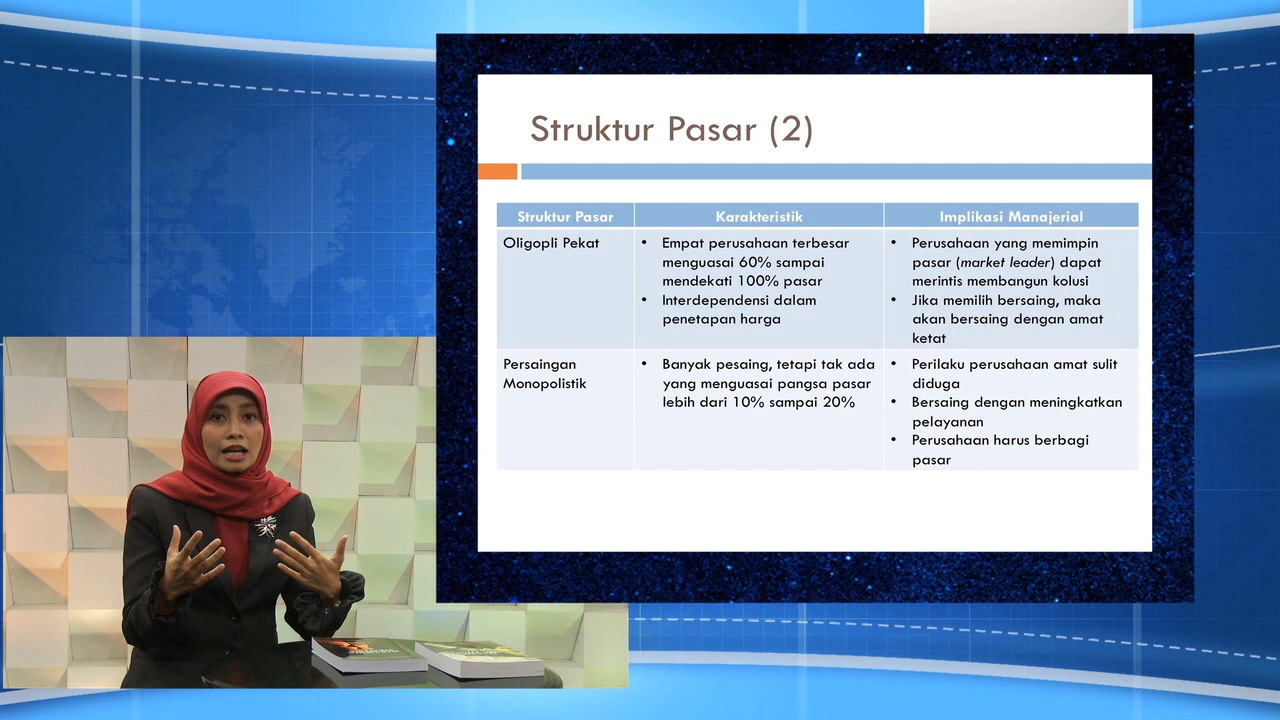 Struktur Pasar (2)
Struktur Pasar
Karakteristik
Implikasi Manajerial
Oligopli Pekat
• Empat perusahaan terbesar
menguasai 60% sampai
mendekati 100% pasar
• Interdependensi dalam
penetapan harga
• Perusahaan yang memimpin
pasar (market leader) dapat
merintis membangun kolusi
• Jika memilih bersaing, maka
akan bersaing dengan amat
ketat
Persaingan
Monopolistik
• Banyak pesaing, tetapi tak ada
yang menguasai pangsa pasar
lebih dari 10% sampai 20%
• Perilaku perusahaan amat sulit
diduga
• Bersaing dengan meningkatkan
pelayanan
• Perusahaan harus berbagi
pasar